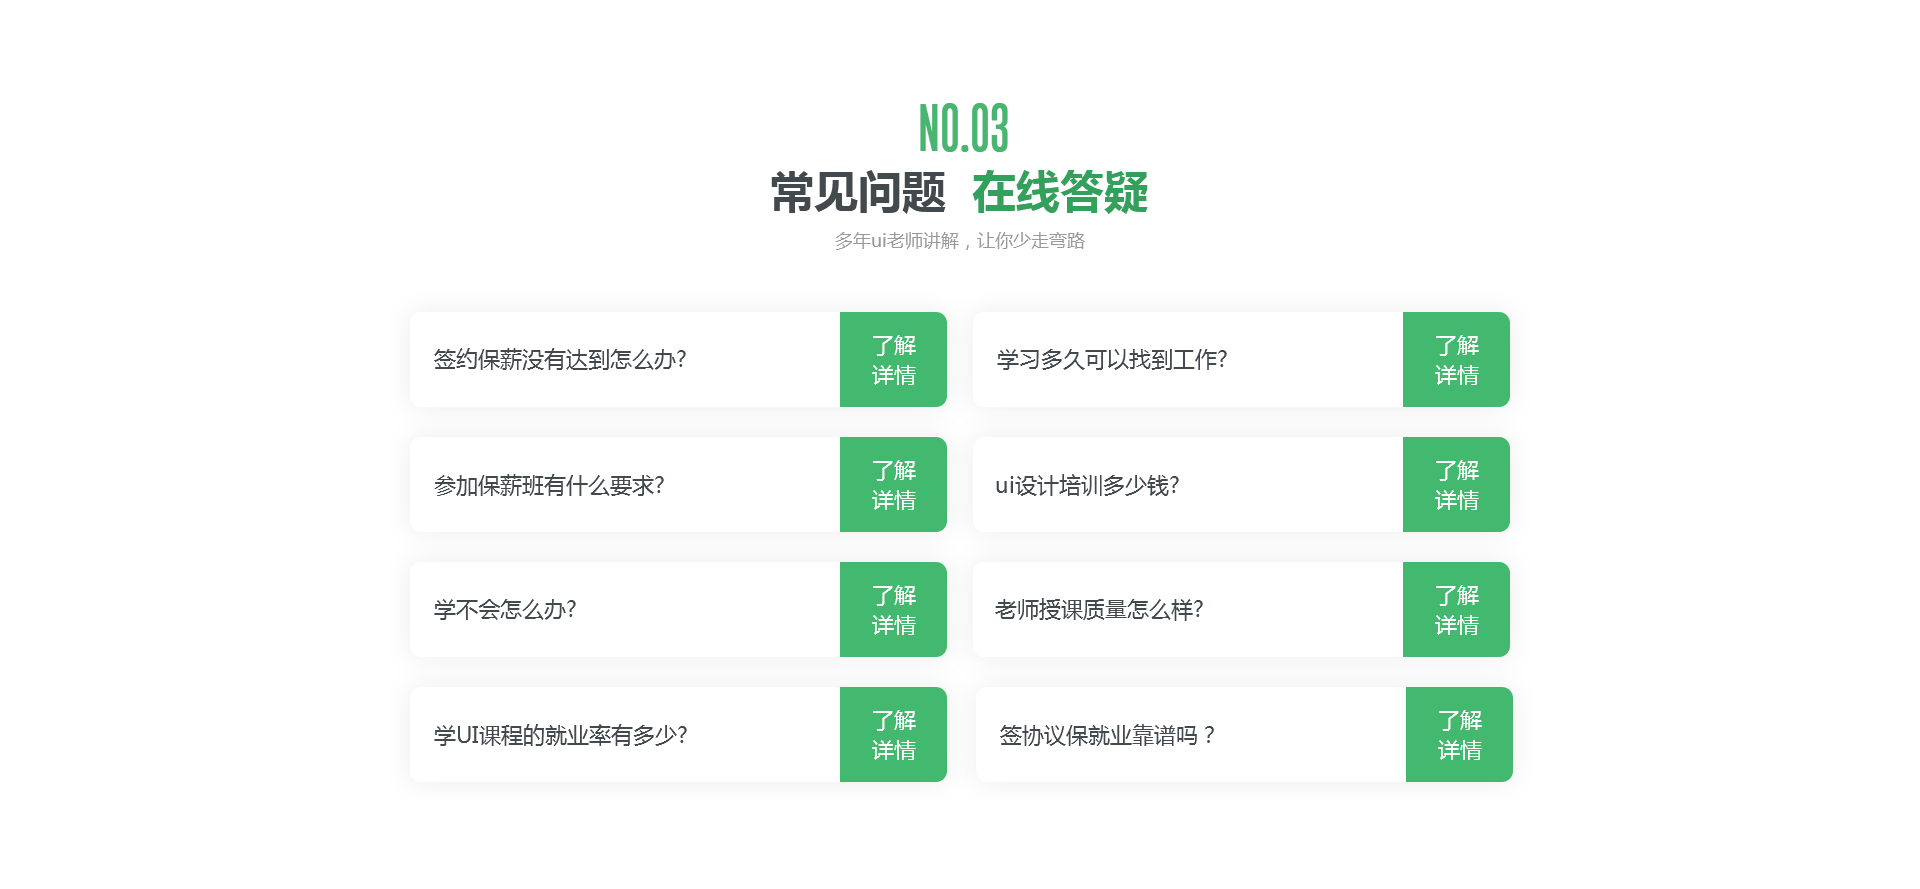 NO.03
常见问题 在线答疑
多年ui老师讲解，让你少走弯路
签约保薪没有达到怎么办?
了解
详情
学习多久可以找到工作?
了解
详情
参加保薪班有什么要求?
了解
详情
ui设计培训多少钱?
了解
详情
学不会怎么办?
了解
详情
老师授课质量怎么样?
了解
详情
学UI课程的就业率有多少?
了解
详情
签协议保就业靠谱吗？
了解
详情